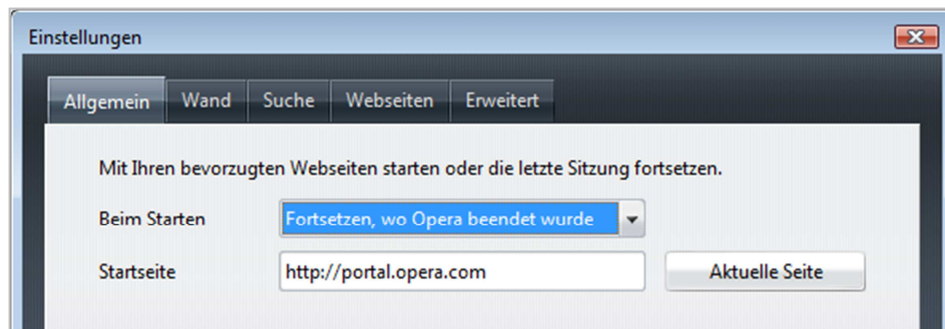 Einstellungen
Allgemein Wand Suche Webseiten Erweitert
Mit Ihren bevorzugten Webseiten starten oder die letzte Sitzung fortsetzen.
Beim Starten Fortsetzen, wo Opera beendet wurde
Startseite http://portal.opera.com Aktuelle Seite